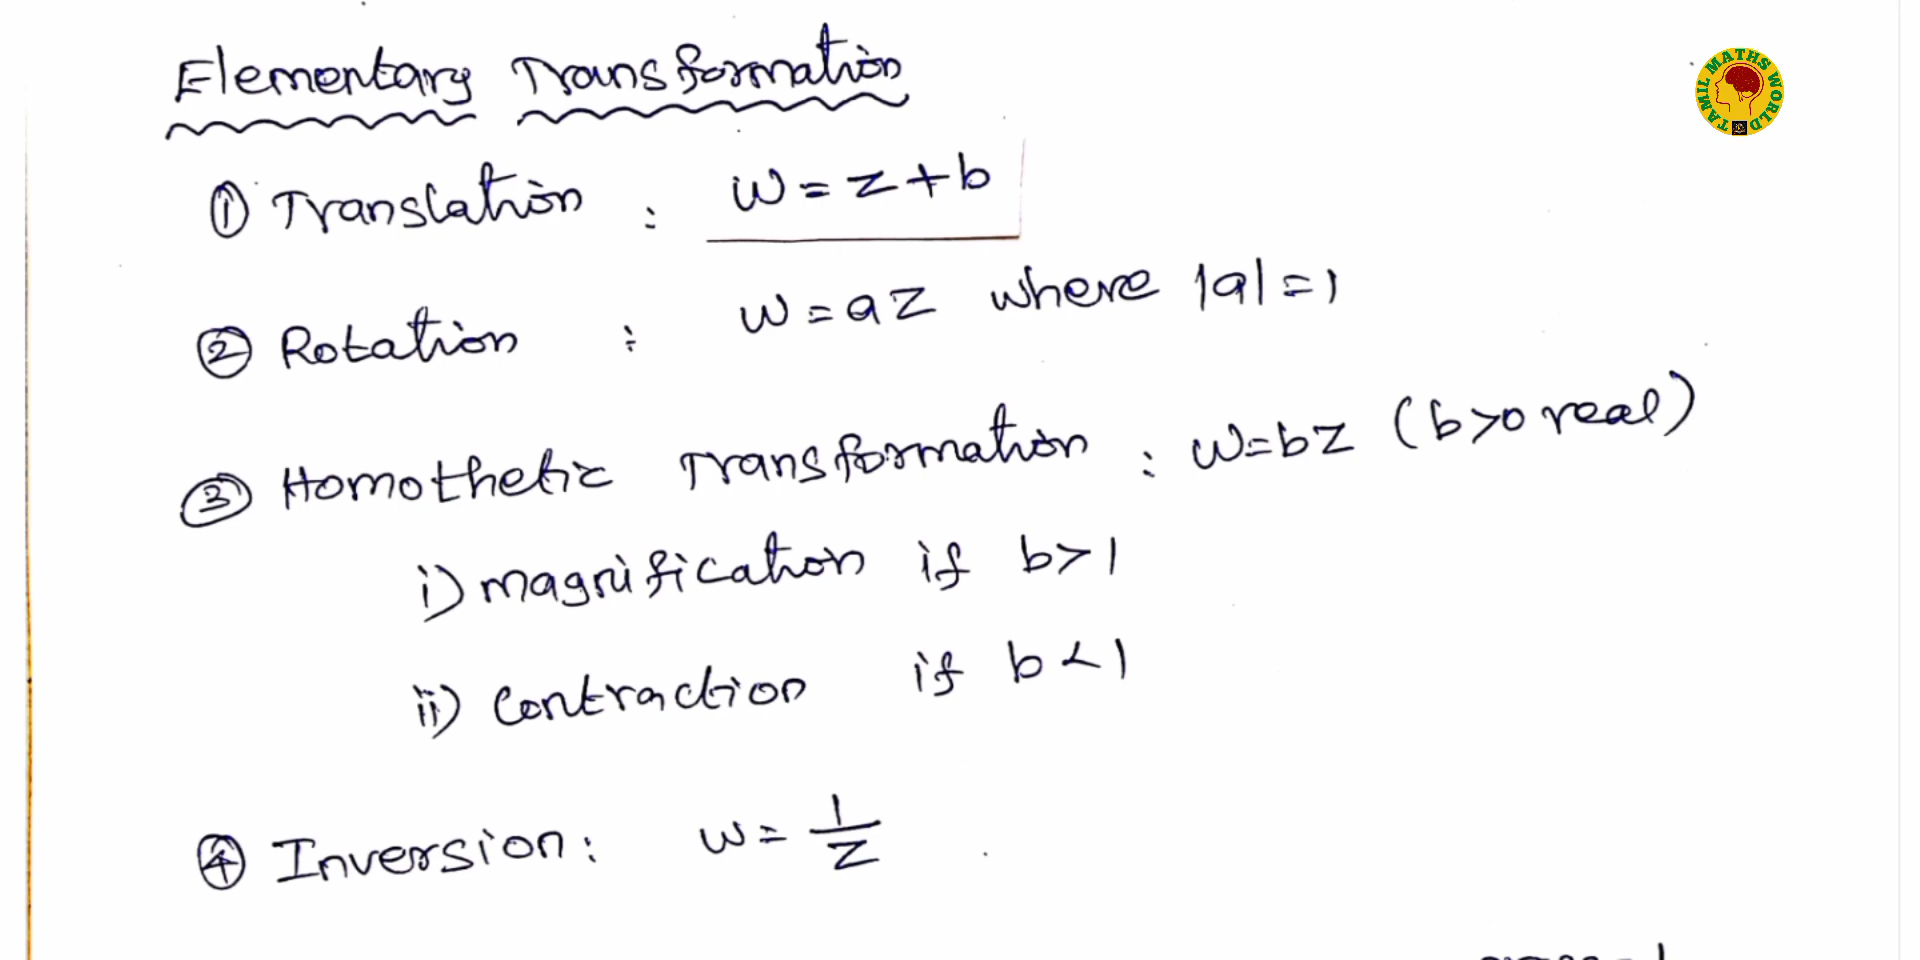 Elementary Transformation
TAMIL MATHS WORLD
① Translation : w = z + b
② Rotation : w = az where |a| = 1
③ Homothetic Transformation : w = bz (b>0 real)
i) magnification if b > 1
ii) Contraction if b < 1
④ Inversion : w = 1/z